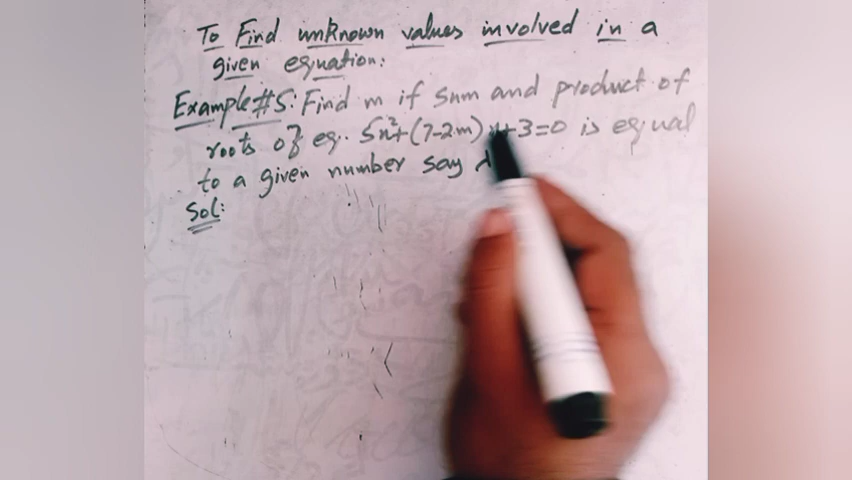 To Find unknown values involved in a
given equation:
Example#5: Find m if sum and product of
roots of eq. 5x²+(7-2m)x+3=0 is equal
to a given number say λ
Sol: